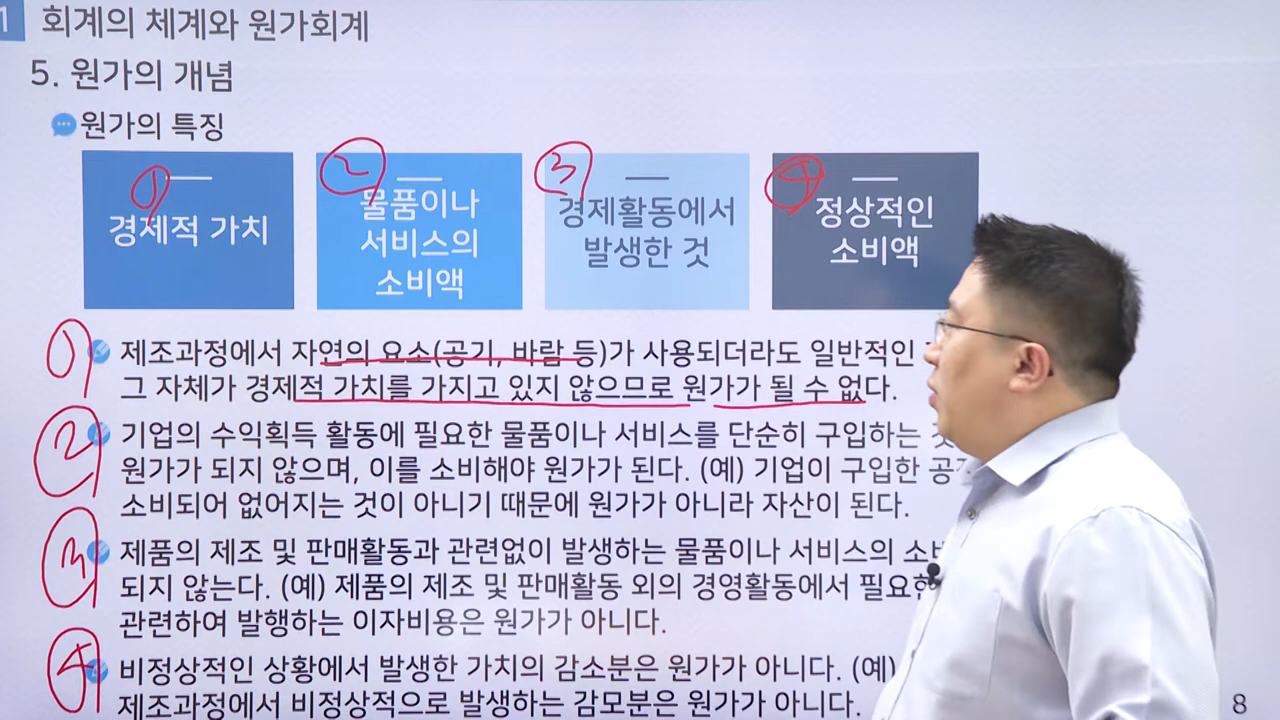 1 회계의 체계와 원가회계
5. 원가의 개념
원가의 특징
① ② ③ ④
경제적 가치
물품이나
서비스의
소비액
경제활동에서
발생한 것
정상적인
소비액
① 제조과정에서 자연의 요소(공기, 바람 등)가 사용되더라도 일반적인
그 자체가 경제적 가치를 가지고 있지 않으므로 원가가 될 수 없다.
② 기업의 수익획득 활동에 필요한 물품이나 서비스를 단순히 구입하는
원가가 되지 않으며, 이를 소비해야 원가가 된다. (예) 기업이 구입한
소비되어 없어지는 것이 아니기 때문에 원가가 아니라 자산이 된다.
③ 제품의 제조 및 판매활동과 관련없이 발생하는 물품이나 서비스의
되지 않는다. (예) 제품의 제조 및 판매활동 외의 경영활동에서
관련하여 발행하는 이자비용은 원가가 아니다.
④ 비정상적인 상황에서 발생한 가치의 감소분은 원가가 아니다. (예)
제조과정에서 비정상적으로 발생하는 감모분은 원가가 아니다.
8